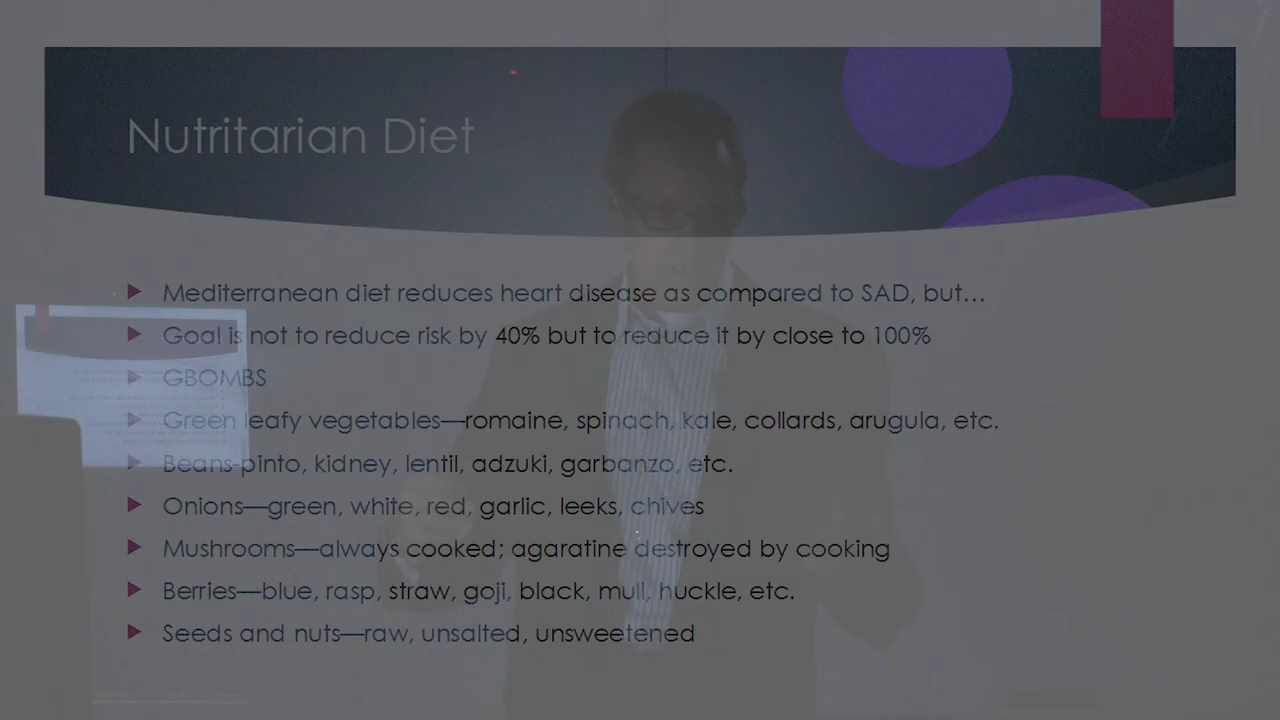 Nutritarian Diet
Mediterranean diet reduces heart disease as compared to SAD, but…
Goal is not to reduce risk by 40% but to reduce it by close to 100%
GBOMBS
Green leafy vegetables—romaine, spinach, kale, collards, arugula, etc.
Beans-pinto, kidney, lentil, adzuki, garbanzo, etc.
Onions—green, white, red, garlic, leeks, chives
Mushrooms—always cooked; agaratine destroyed by cooking
Berries—blue, rasp, straw, goji, black, mull, huckle, etc.
Seeds and nuts—raw, unsalted, unsweetened